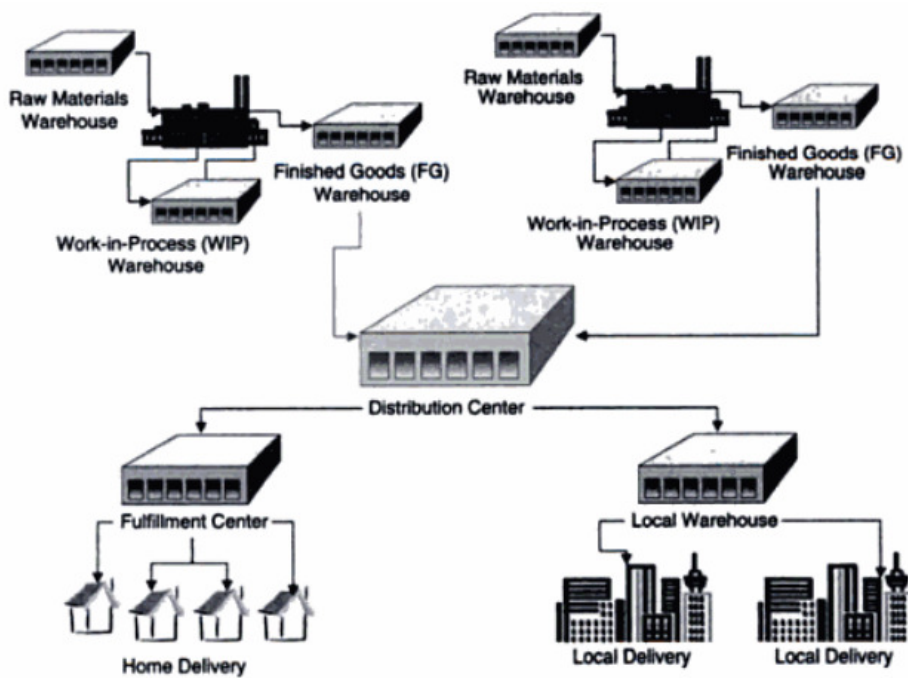 Raw Materials
Warehouse
Finished Goods (FG)
Warehouse
Work-in-Process (WIP)
Warehouse
Raw Materials
Warehouse
Finished Goods (FG)
Warehouse
Work-in-Process (WIP)
Warehouse
Distribution Center
Fulfillment Center
Local Warehouse
Home Delivery
Local Delivery
Local Delivery